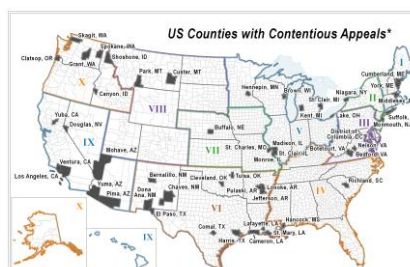 US Counties with Contentious Appeals*
Skagit, WA
Spokane, WA
Shoshone, ID
Clatsop, OR
Grant, WA
X
Park, MT
Custer, MT
Canyon, ID
VIII
Hennepin, MN
Brown, WI
St. Clair, MI
Niagara, NY
Cumberland, ME
York, ME
I
II
Middlesex,
Suffolk,
Kent, MI
Lake, OH
Monmouth, NJ
V
III
District of
Columbia, DC
Yuba, CA
Douglas, NV
IX
Buffalo, NE
VII
St. Charles, MO
Madison, IL
St. Clair, IL
Botetourt, VA
Nelson, VA
Bedford, VA
Mohave, AZ
Monroe, IL
Ventura, CA
Los Angeles, CA
Yuma, AZ
Pima, AZ
Bernalillo, NM
Dona
Ana, NM
Chaves, NM
Cleveland, OK
Tulsa, OK
Pulaski, AR
Lonoke, AR
Jefferson, AR
Richland, SC
IV
El Paso, TX
VI
Hancock, MS
Comal, TX
Lafayette, LA
Harris, TX
St. Mary, LA
Cameron, LA
X
IX